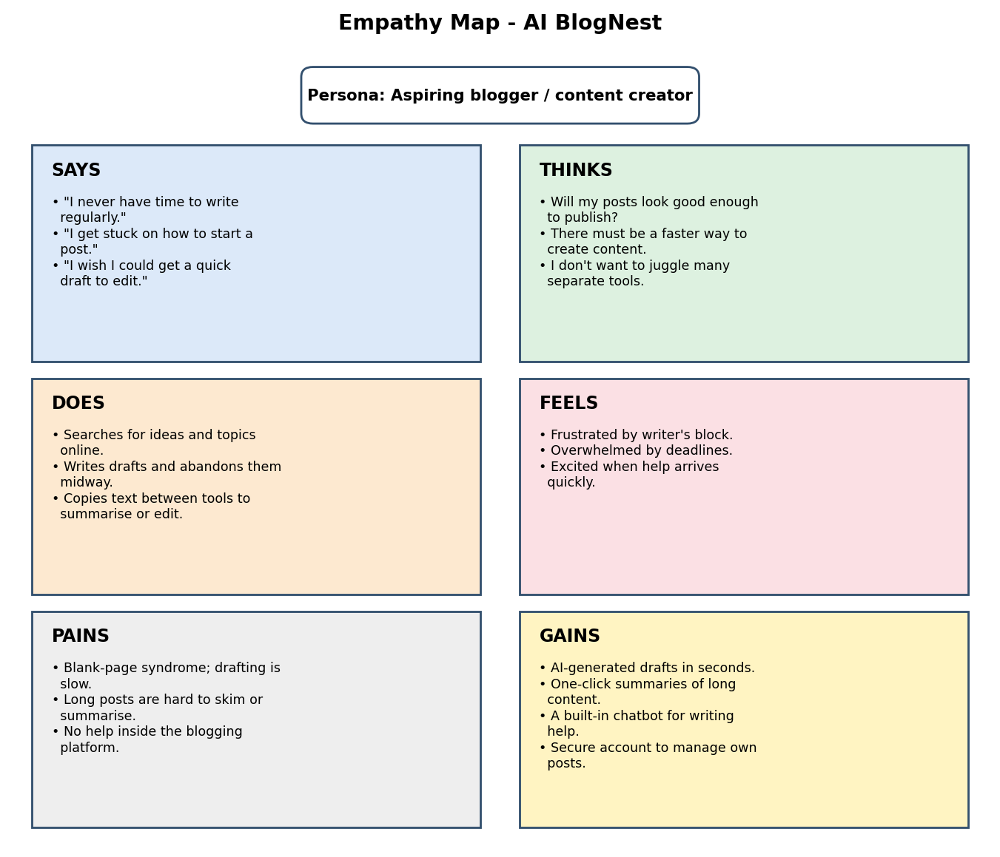 Empathy Map - AI BlogNest
Persona: Aspiring blogger / content creator
SAYS
• "I never have time to write
regularly."
• "I get stuck on how to start a
post."
• "I wish I could get a quick
draft to edit."
THINKS
• Will my posts look good enough
to publish?
• There must be a faster way to
create content.
• I don't want to juggle many
separate tools.
DOES
• Searches for ideas and topics
online.
• Writes drafts and abandons them
midway.
• Copies text between tools to
summarise or edit.
FEELS
• Frustrated by writer's block.
• Overwhelmed by deadlines.
• Excited when help arrives
quickly.
PAINS
• Blank-page syndrome; drafting is
slow.
• Long posts are hard to skim or
summarise.
• No help inside the blogging
platform.
GAINS
• AI-generated drafts in seconds.
• One-click summaries of long
content.
• A built-in chatbot for writing
help.
• Secure account to manage own
posts.